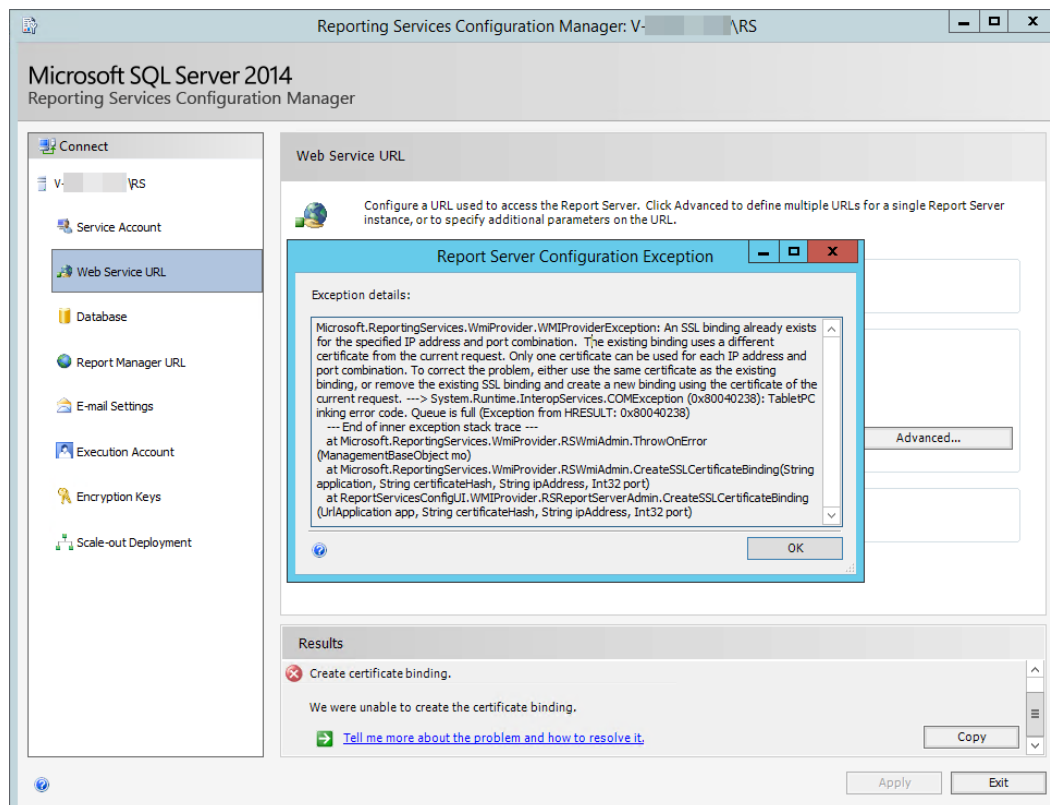 Reporting Services Configuration Manager: V-\RS
Microsoft SQL Server 2014
Reporting Services Configuration Manager
Connect
V-\RS
Service Account
Web Service URL
Database
Report Manager URL
E-mail Settings
Execution Account
Encryption Keys
Scale-out Deployment
Web Service URL
Configure a URL used to access the Report Server. Click Advanced to define multiple URLs for a single Report Server
instance, or to specify additional parameters on the URL.
Report Server Configuration Exception
Exception details:
Microsoft.ReportingServices.WmiProvider.WMIProviderException: An SSL binding already exists
for the specified IP address and port combination. The existing binding uses a different
certificate from the current request. Only one certificate can be used for each IP address and
port combination. To correct the problem, either use the same certificate as the existing
binding, or remove the existing SSL binding and create a new binding using the certificate of the
current request. ---> System.Runtime.InteropServices.COMException (0x80040238): TabletPC
inking error code. Queue is full (Exception from HRESULT: 0x80040238)
--- End of inner exception stack trace ---
at Microsoft.ReportingServices.WmiProvider.RSWmiAdmin.ThrowOnError
(ManagementBaseObject mo)
at Microsoft.ReportingServices.WmiProvider.RSWmiAdmin.CreateSSLCertificateBinding(String
application, String certificateHash, String ipAddress, Int32 port)
at ReportServicesConfigUI.WMIProvider.RSReportServerAdmin.CreateSSLCertificateBinding
(UrlApplication app, String certificateHash, String ipAddress, Int32 port)
OK
Advanced...
Results
Create certificate binding.
We were unable to create the certificate binding.
Tell me more about the problem and how to resolve it.
Copy
Apply
Exit